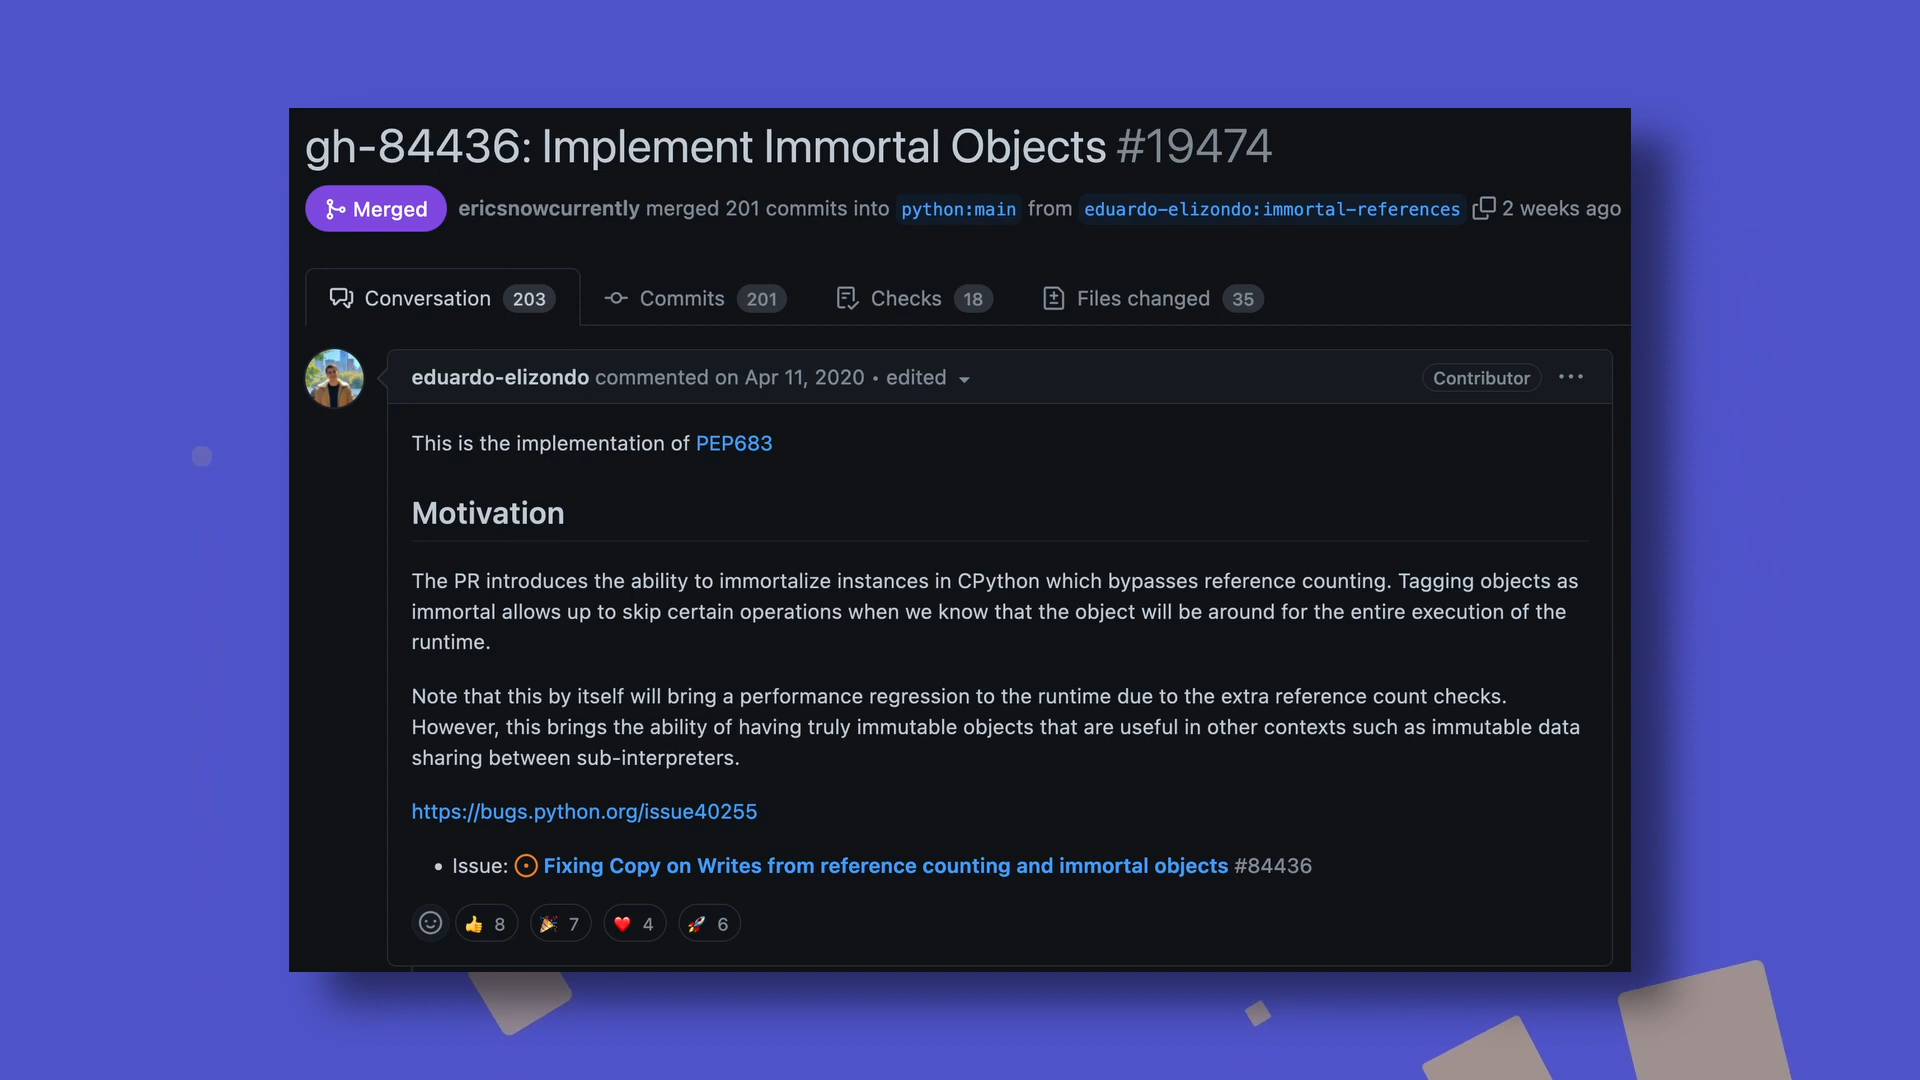 gh-84436: Implement Immortal Objects #19474
Merged ericsnowcurrently merged 201 commits into python:main from eduardo-elizondo:immortal-references 2 weeks ago
Conversation 203 Commits 201 Checks 18 Files changed 35
eduardo-elizondo commented on Apr 11, 2020 • edited Contributor ...
This is the implementation of PEP683
Motivation
The PR introduces the ability to immortalize instances in CPython which bypasses reference counting. Tagging objects as
immortal allows up to skip certain operations when we know that the object will be around for the entire execution of the
runtime.
Note that this by itself will bring a performance regression to the runtime due to the extra reference count checks.
However, this brings the ability of having truly immutable objects that are useful in other contexts such as immutable data
sharing between sub-interpreters.
https://bugs.python.org/issue40255
• Issue: Fixing Copy on Writes from reference counting and immortal objects #84436
👍 8 🎉 7 ❤️ 4 🚀 6